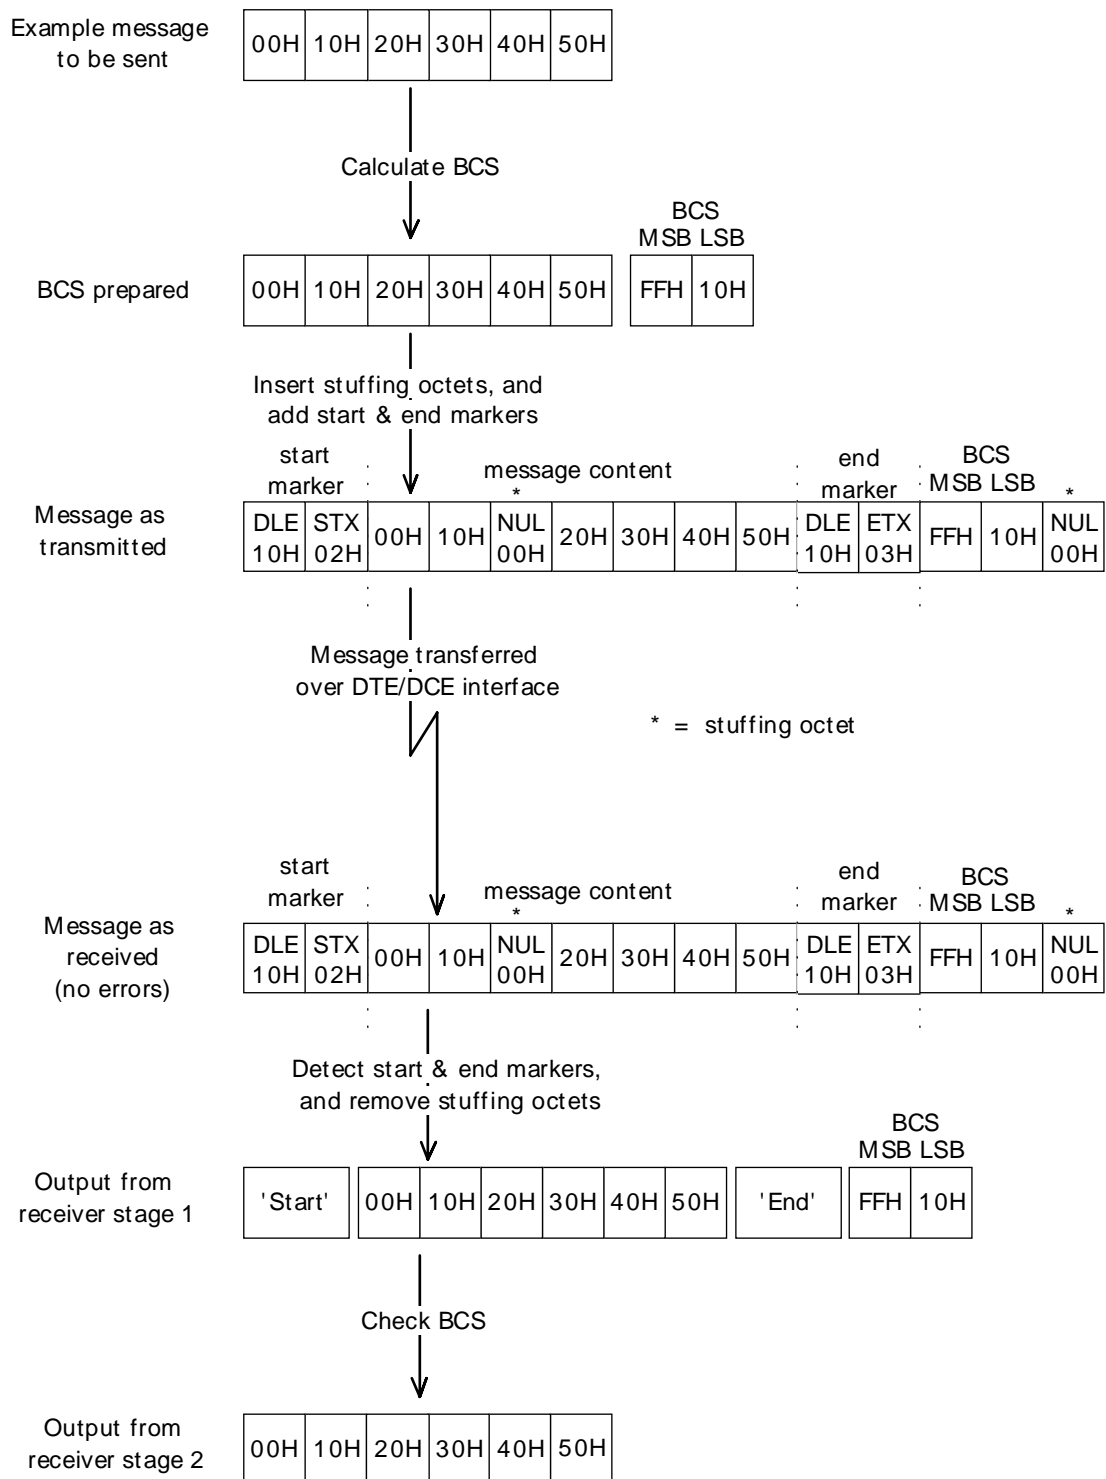 Example message
to be sent
00H 10H 20H 30H 40H 50H
Calculate BCS
BCS
MSB LSB
BCS prepared
00H 10H 20H 30H 40H 50H FFH 10H
Insert stuffing octets, and
add start & end markers
start
marker
message content
*
end
marker
BCS
MSB LSB
*
Message as
transmitted
DLE STX 00H 10H NUL 20H 30H 40H 50H DLE ETX FFH 10H NUL
10H 02H 00H 10H 03H 00H
Message transferred
over DTE/DCE interface
* = stuffing octet
start
marker
message content
*
end
marker
BCS
MSB LSB
*
Message as
received
(no errors)
DLE STX 00H 10H NUL 20H 30H 40H 50H DLE ETX FFH 10H NUL
10H 02H 00H 10H 03H 00H
Detect start & end markers,
and remove stuffing octets
BCS
MSB LSB
Output from
receiver stage 1
'Start' 00H 10H 20H 30H 40H 50H 'End' FFH 10H
Check BCS
Output from
receiver stage 2
00H 10H 20H 30H 40H 50H